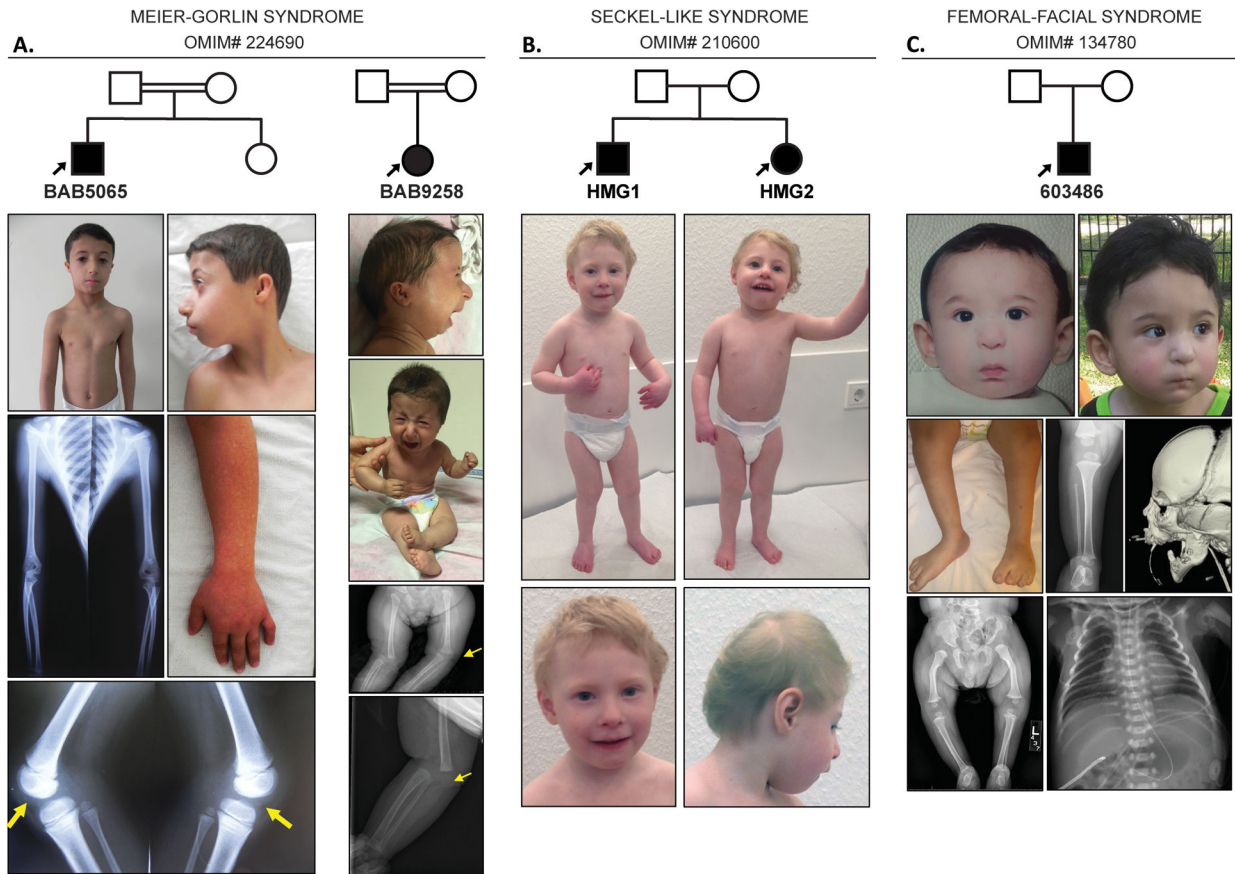 MEIER-GORLIN SYNDROME
OMIM# 224690
A.
BAB5065
BAB9258
SECKEL-LIKE SYNDROME
OMIM# 210600
B.
HMG1
HMG2
FEMORAL-FACIAL SYNDROME
OMIM# 134780
C.
603486
L